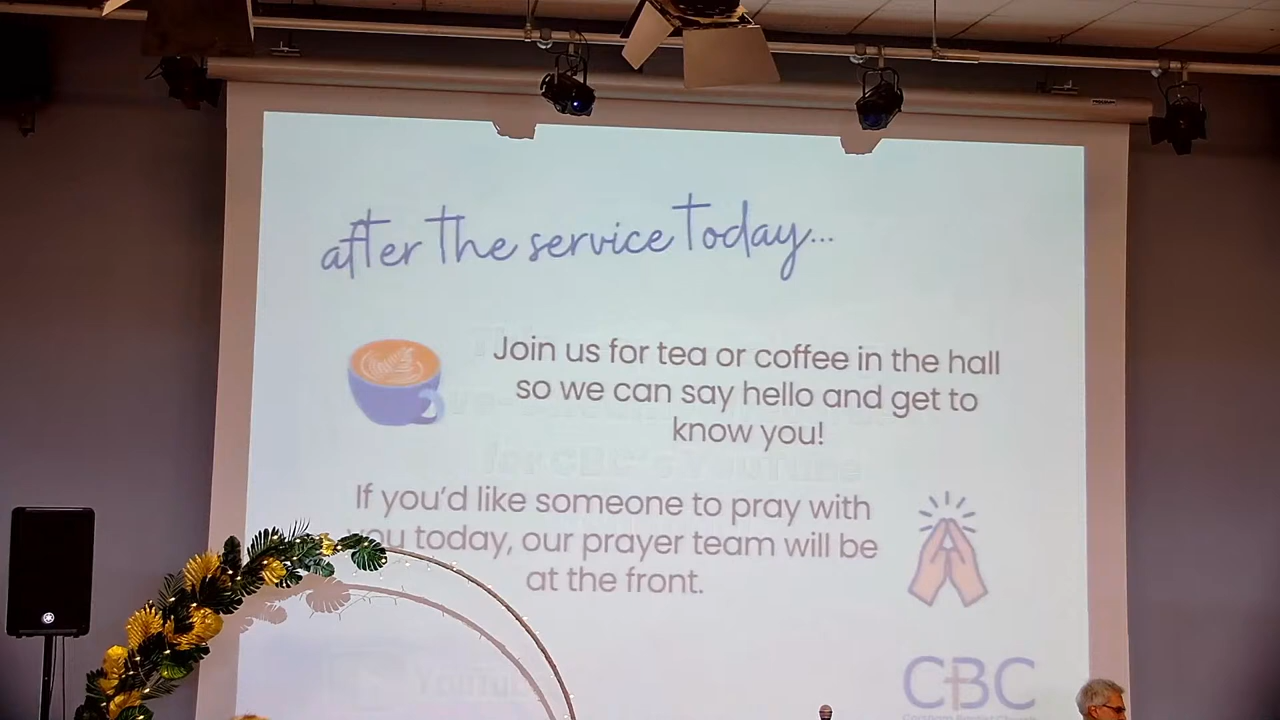 after the service today...
Join us for tea or coffee in the hall
so we can say hello and get to
know you!
If you'd like someone to pray with
you today, our prayer team will be
at the front.
CBC
YouTube